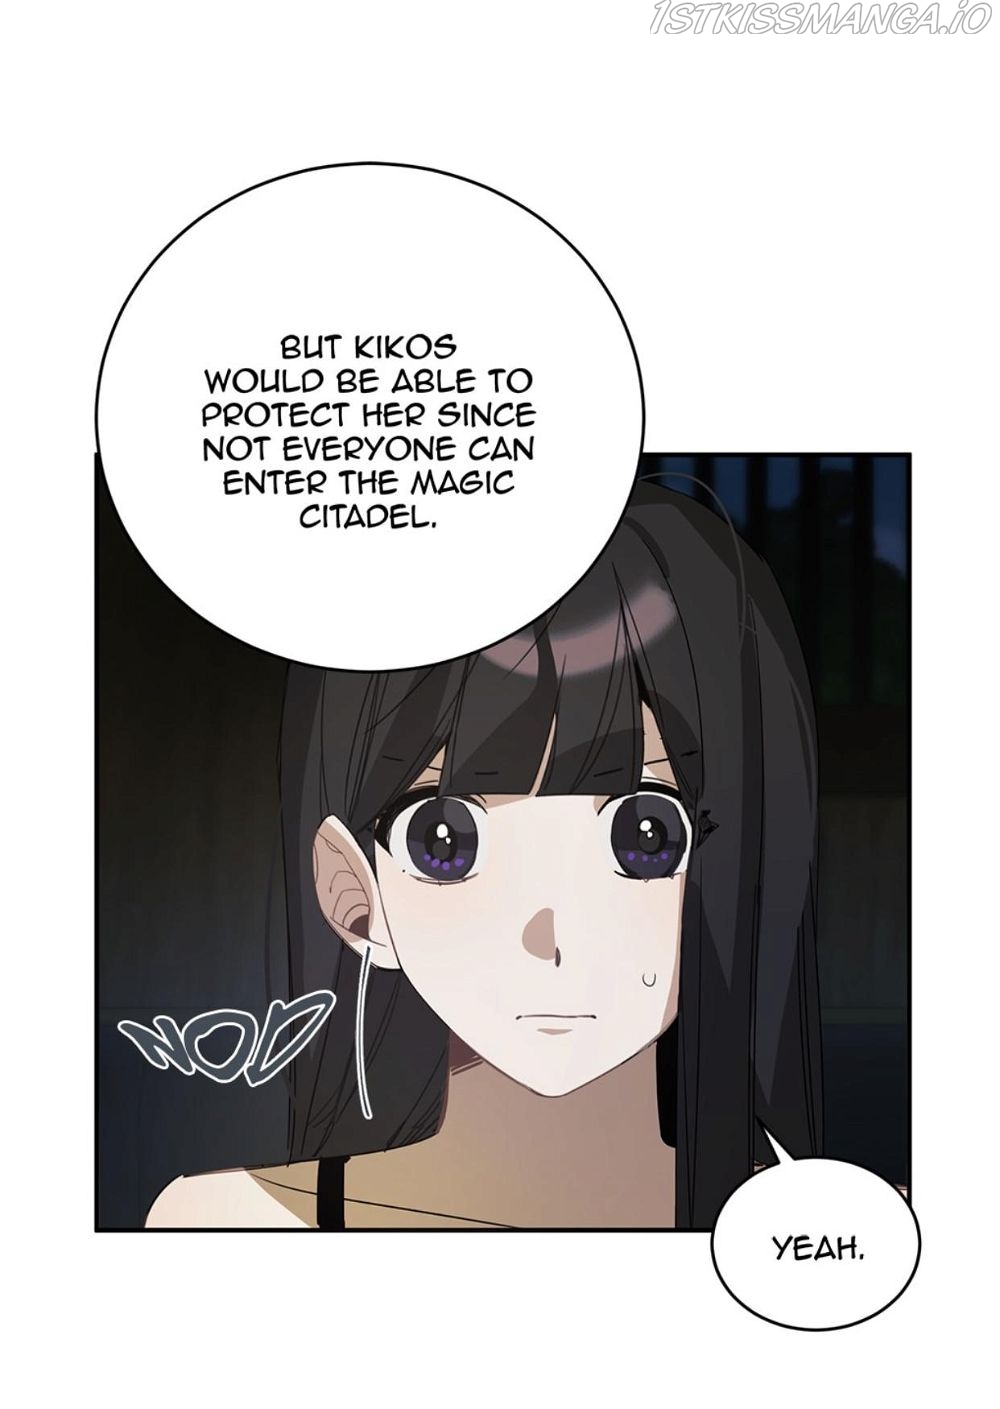 1STKISSMANGA.IO
BUT KIKOS
WOULD BE ABLE TO
PROTECT HER SINCE
NOT EVERYONE CAN
ENTER THE MAGIC
CITADEL.
NOD
YEAH.